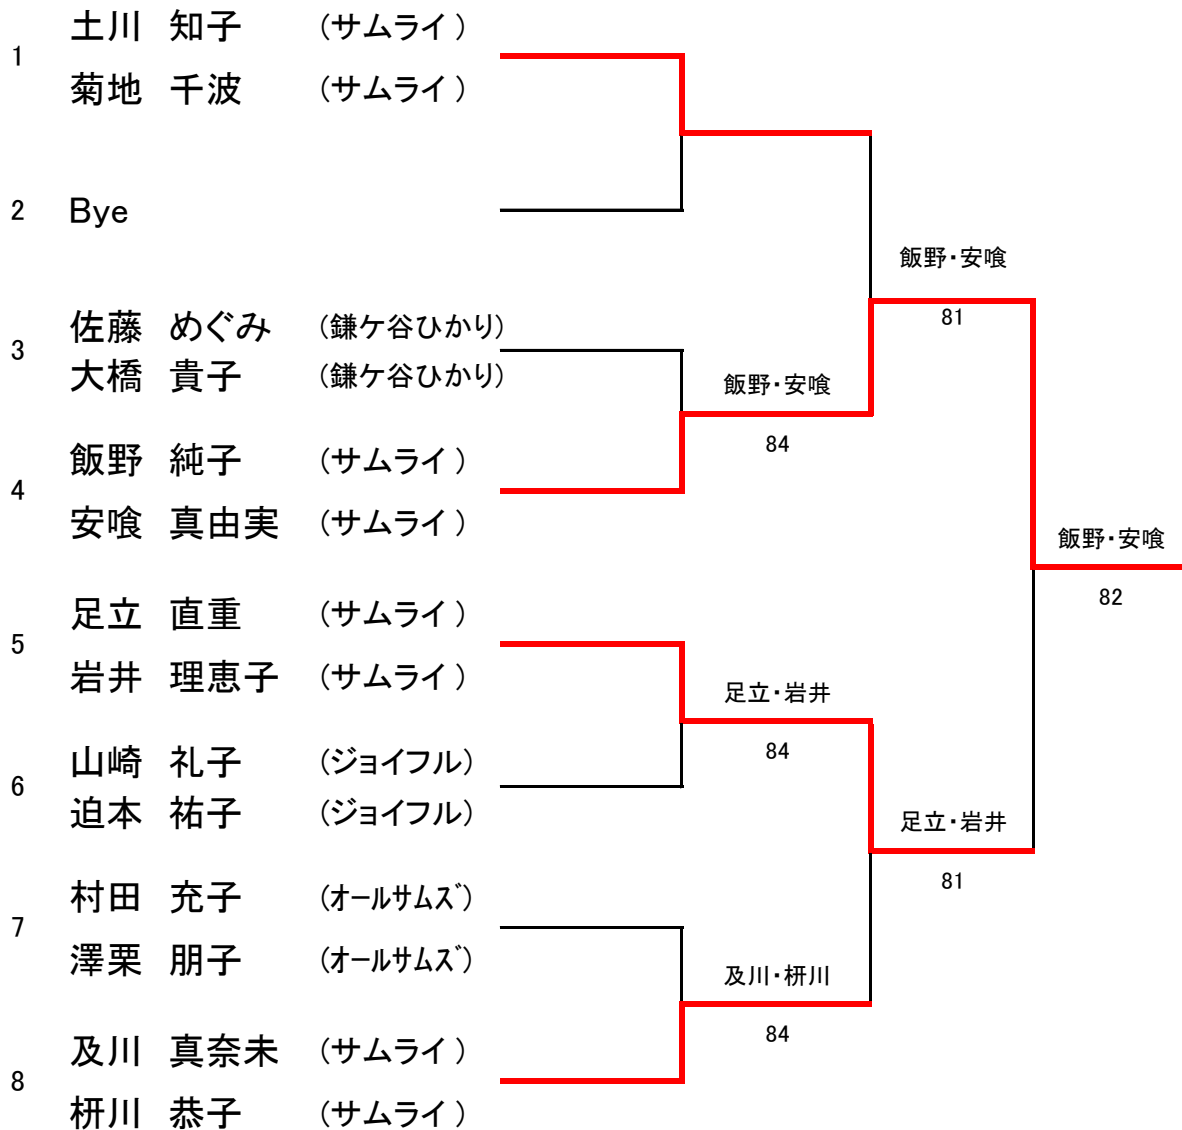 土川 知子 (サムライ)
1
菊地 千波 (サムライ)
2 Bye
飯野・安喰
81
佐藤 めぐみ (鎌ケ谷ひかり)
3
大橋 貴子 (鎌ケ谷ひかり)
飯野・安喰
84
飯野 純子 (サムライ)
4
安喰 真由実 (サムライ)
飯野・安喰
82
足立 直重 (サムライ)
5
岩井 理恵子 (サムライ)
足立・岩井
84
山崎 礼子 (ジョイフル)
6
迫本 祐子 (ジョイフル)
足立・岩井
81
村田 充子 (オールサムズ)
7
澤栗 朋子 (オールサムズ)
及川・枡川
84
及川 真奈未 (サムライ)
8
枡川 恭子 (サムライ)